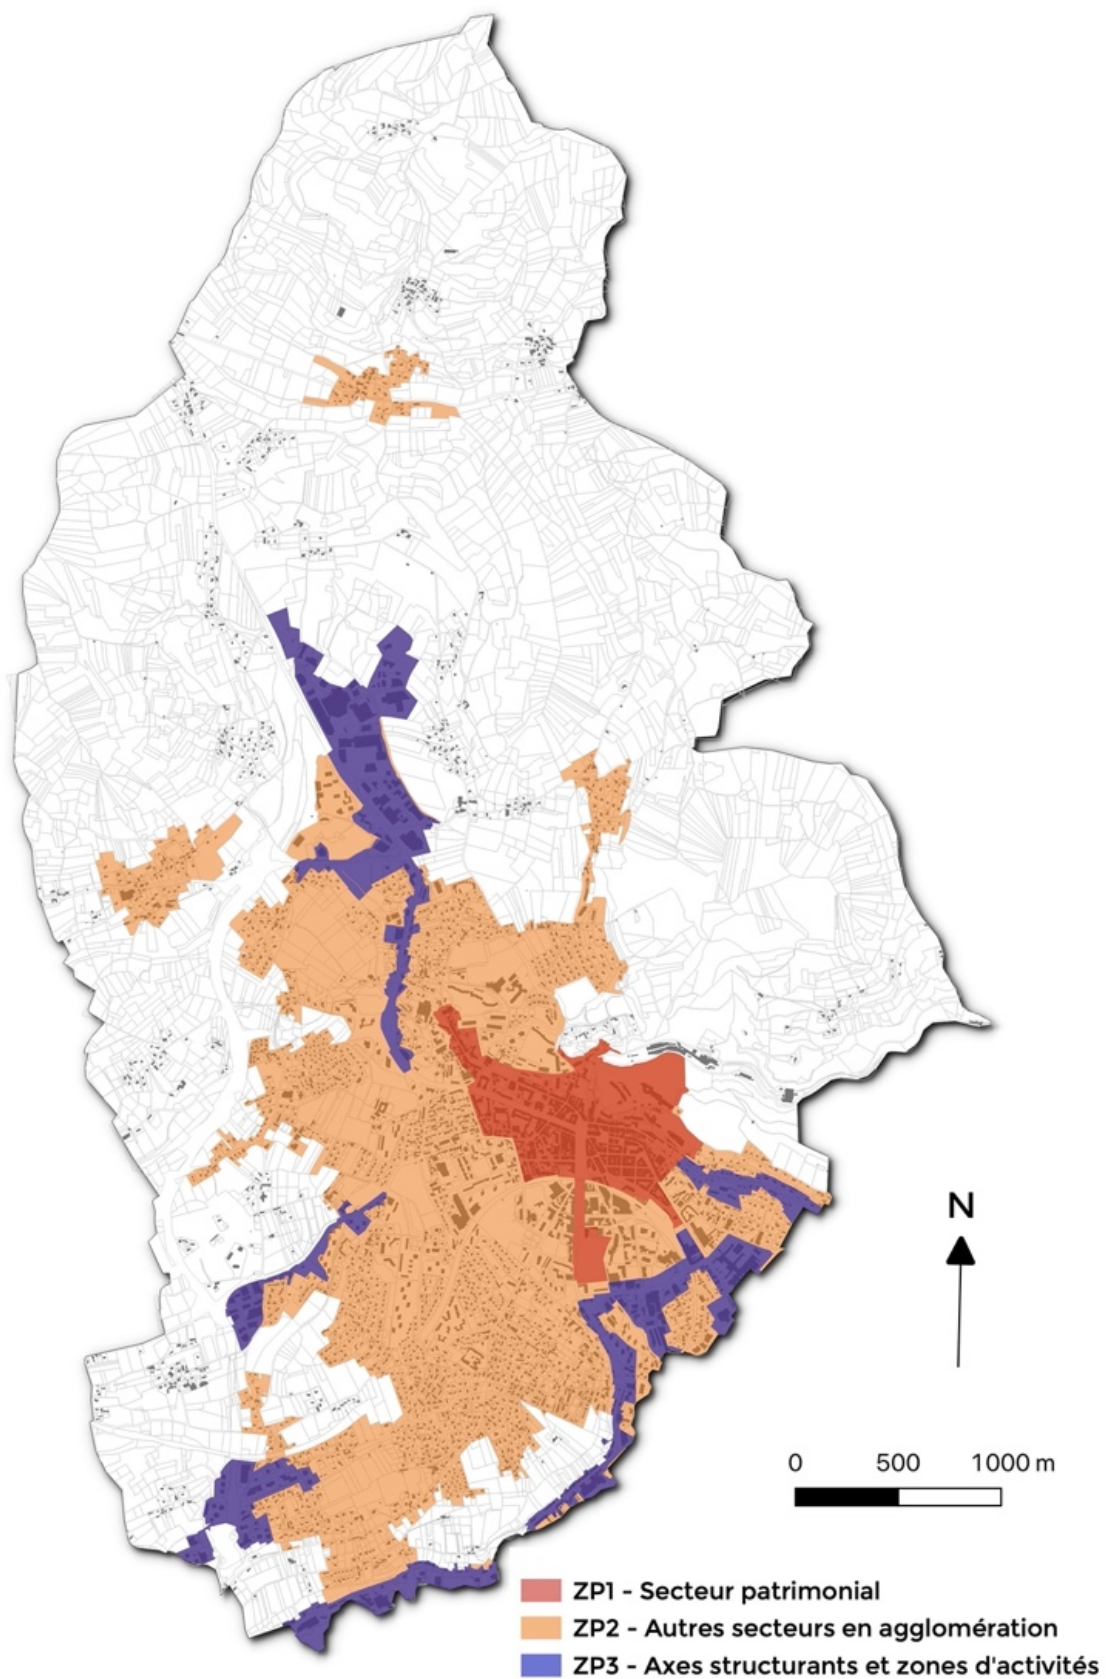 N
0 500 1000 m
ZP1 - Secteur patrimonial
ZP2 - Autres secteurs en agglomération
ZP3 - Axes structurants et zones d'activités